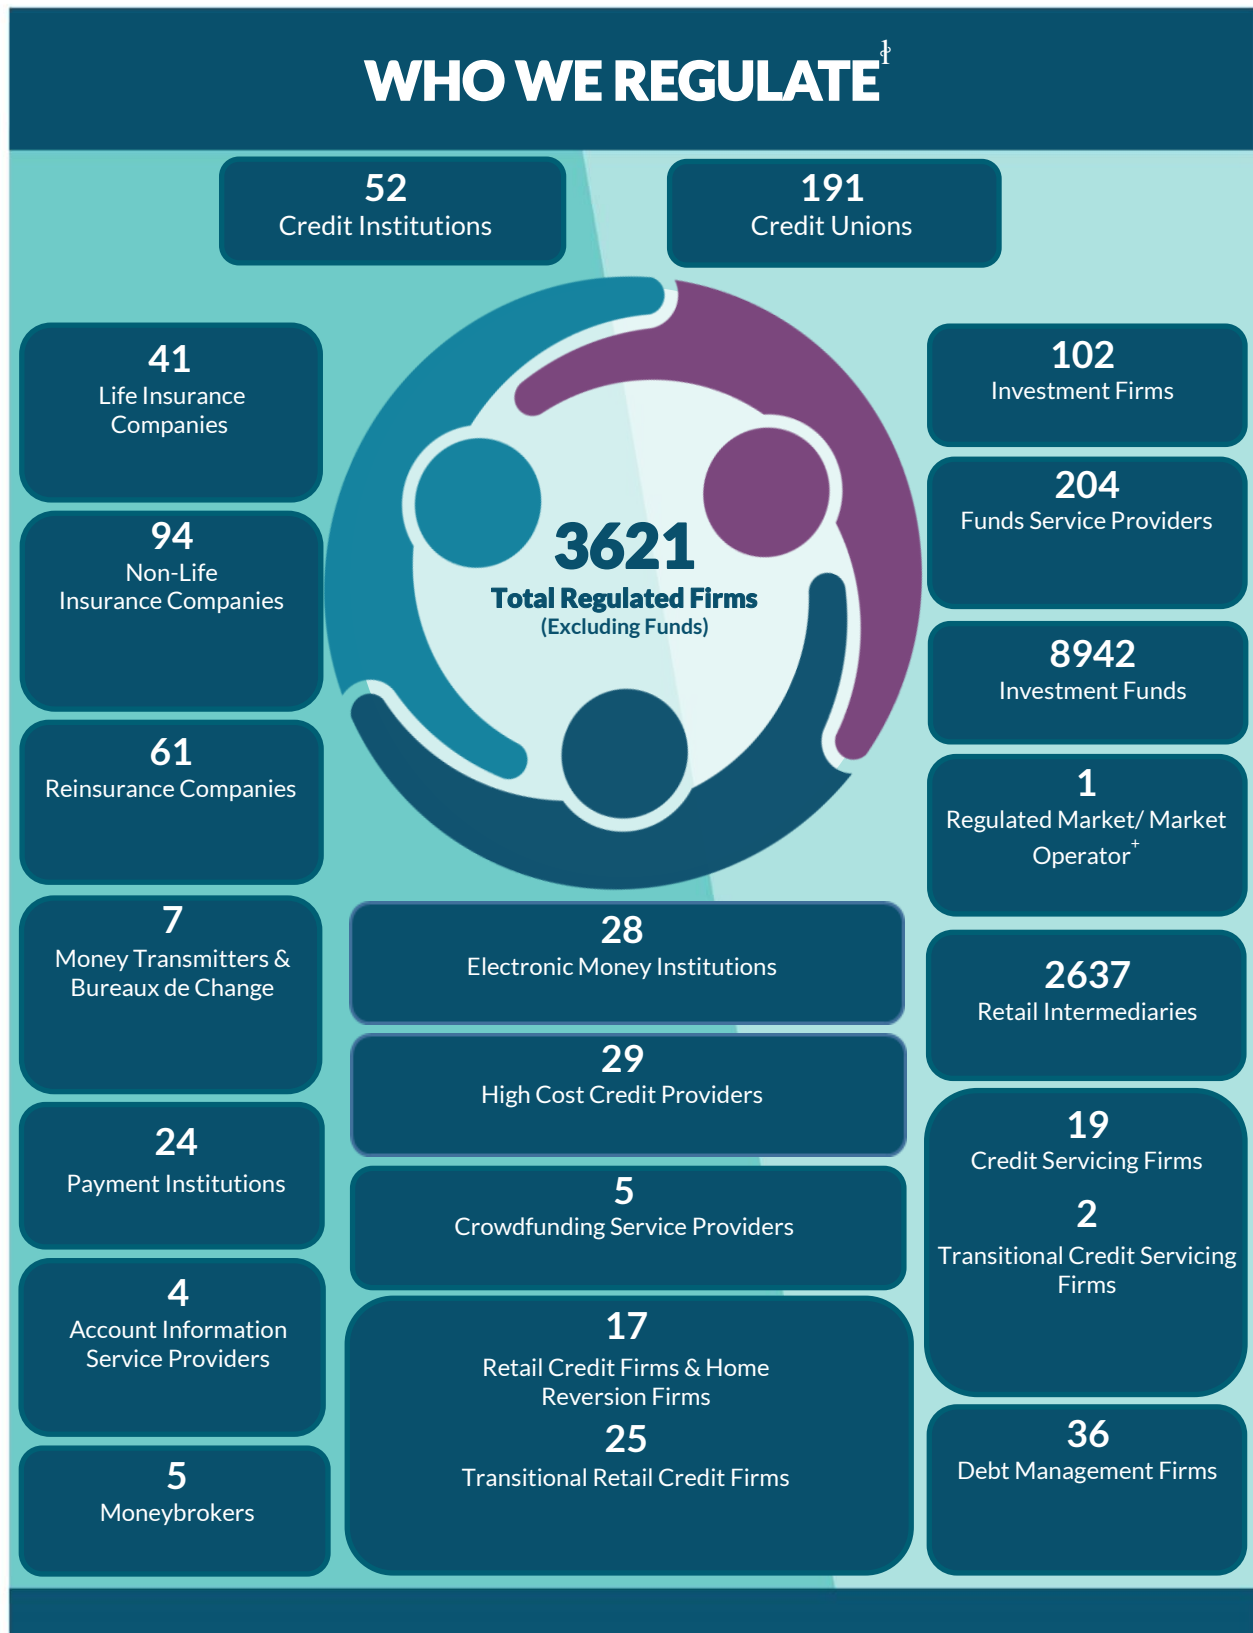 WHO WE REGULATE¹
52
Credit Institutions
191
Credit Unions
41
Life Insurance
Companies
94
Non-Life
Insurance Companies
61
Reinsurance Companies
7
Money Transmitters &
Bureaux de Change
24
Payment Institutions
4
Account Information
Service Providers
5
Moneybrokers
3621
Total Regulated Firms
(Excluding Funds)
28
Electronic Money Institutions
29
High Cost Credit Providers
5
Crowdfunding Service Providers
17
Retail Credit Firms & Home
Reversion Firms
25
Transitional Retail Credit Firms
102
Investment Firms
204
Funds Service Providers
8942
Investment Funds
1
Regulated Market/ Market
Operator⁺
2637
Retail Intermediaries
19
Credit Servicing Firms
2
Transitional Credit Servicing
Firms
36
Debt Management Firms